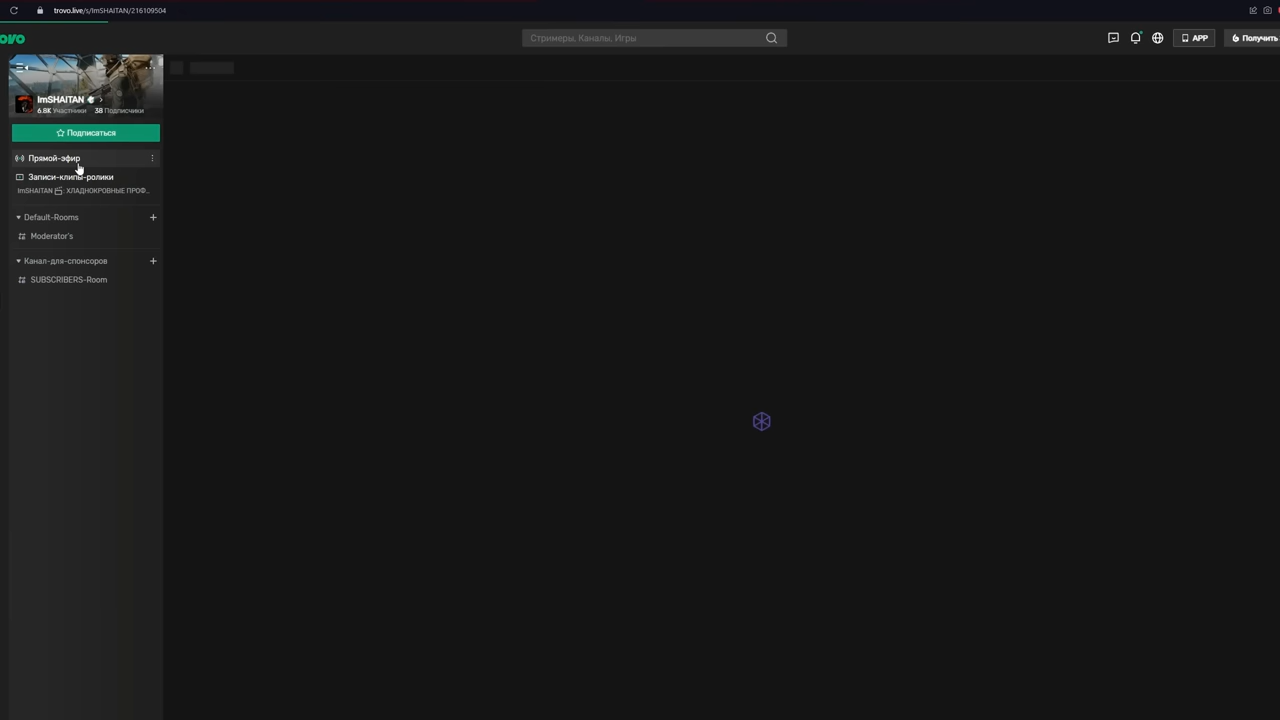 trovo.live/s/ImSHAITAN/216109504
ovo
Стримеры, Каналы, Игры
APP
Получить
ImSHAITAN
6.8K Участники 38 Подписчики
Подписаться
Прямой-эфир
Записи-клипы-ролики
ImSHAITAN ХЛАДНОКРОВНЫЕ ПРОФ...
Default-Rooms
Moderator's
Канал-для-спонсоров
SUBSCRIBERS-Room